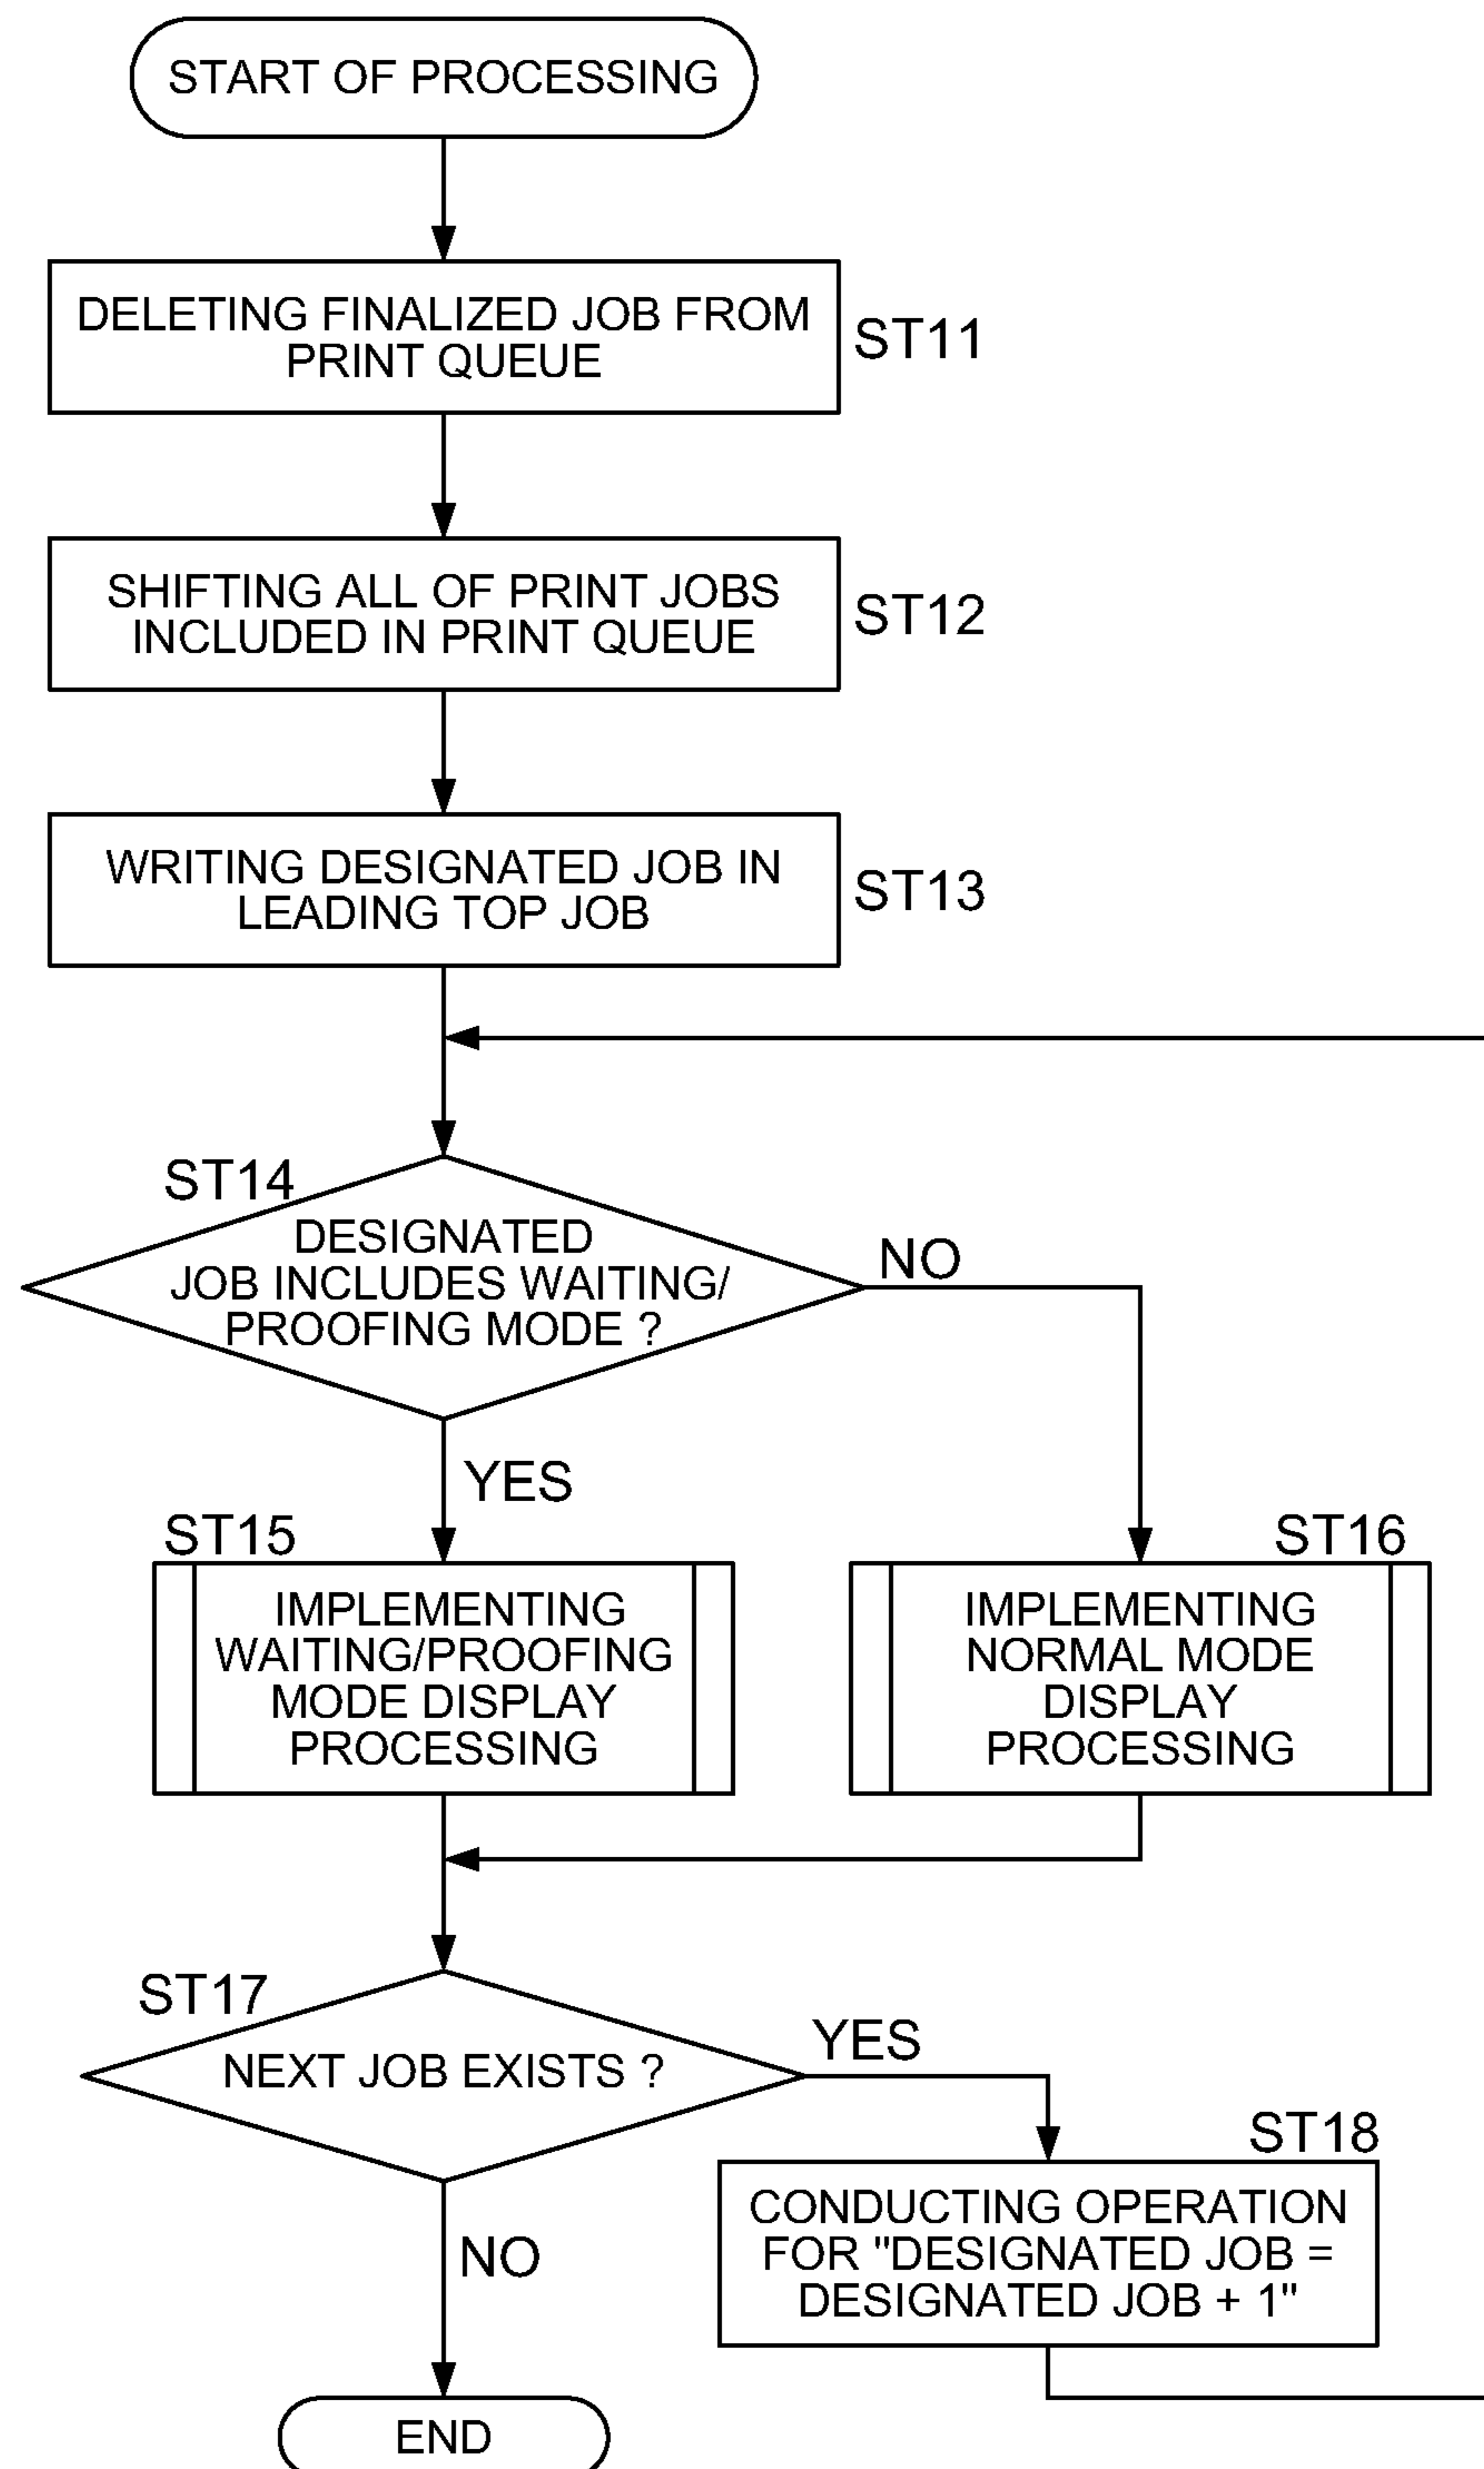 START OF PROCESSING
DELETING FINALIZED JOB FROM
PRINT QUEUE
ST11
SHIFTING ALL OF PRINT JOBS
INCLUDED IN PRINT QUEUE
ST12
WRITING DESIGNATED JOB IN
LEADING TOP JOB
ST13
ST14
DESIGNATED
JOB INCLUDES WAITING/
PROOFING MODE ?
NO
YES
ST15
IMPLEMENTING
WAITING/PROOFING
MODE DISPLAY
PROCESSING
ST16
IMPLEMENTING
NORMAL MODE
DISPLAY
PROCESSING
ST17
NEXT JOB EXISTS ?
YES
ST18
CONDUCTING OPERATION
FOR "DESIGNATED JOB =
DESIGNATED JOB + 1"
NO
END